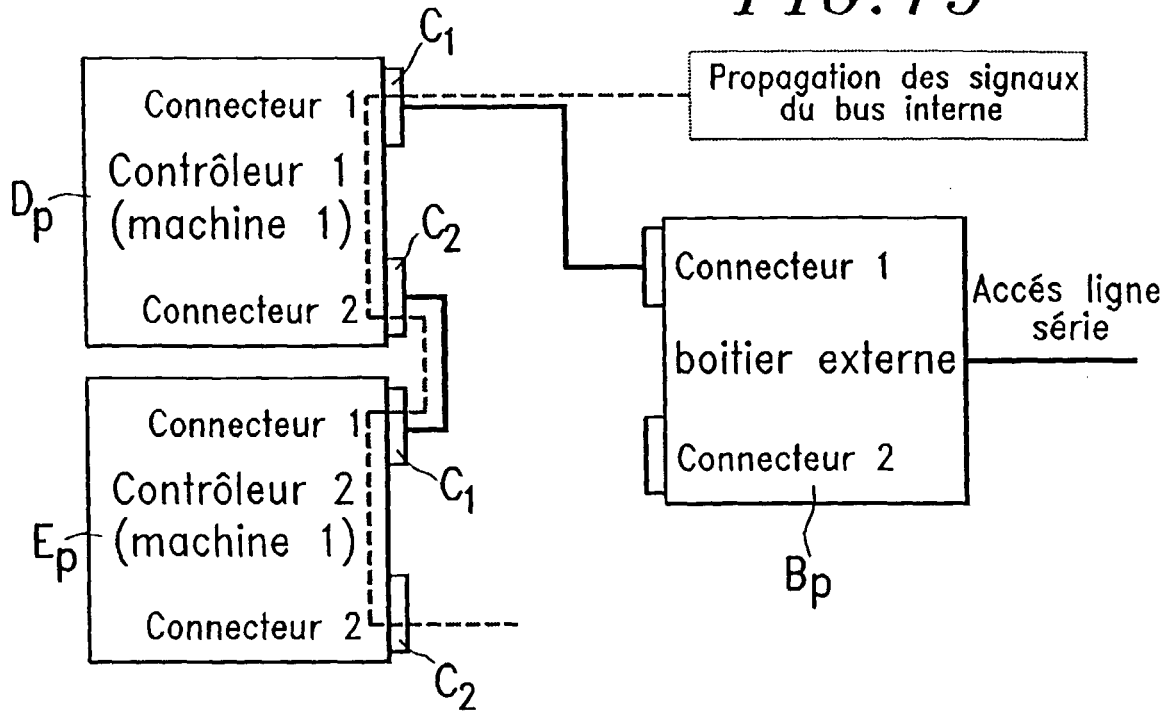 C1
Connecteur 1
Contrôleur 1
(machine 1)
Dp
C2
Connecteur 2
Propagation des signaux
du bus interne
Connecteur 1
boitier externe
Connecteur 2
Bp
Accés ligne
série
Connecteur 1
Contrôleur 2
(machine 1)
Ep
C1
Connecteur 2
C2